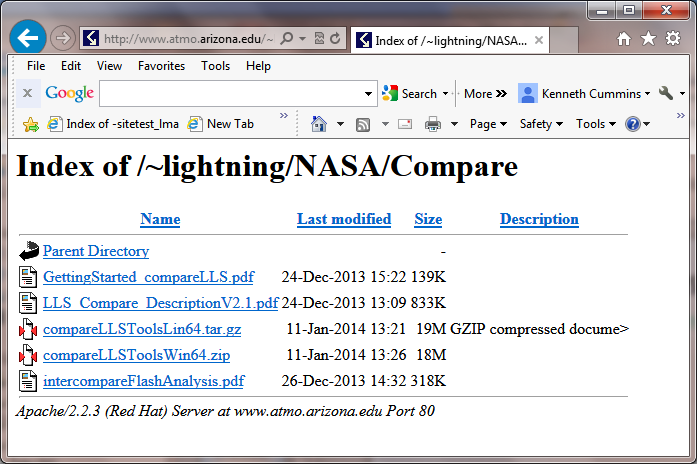 http://www.atmo.arizona.edu/~
Index of /~lightning/NASA...
File Edit View Favorites Tools Help
x Google Search More » Kenneth Cummins
Index of -sitetest_lma New Tab » Page Safety Tools »
Index of /~lightning/NASA/Compare
Name Last modified Size Description
Parent Directory -
GettingStarted_compareLLS.pdf 24-Dec-2013 15:22 139K
LLS_Compare_DescriptionV2.1.pdf 24-Dec-2013 13:09 833K
compareLLSToolsLin64.tar.gz 11-Jan-2014 13:21 19M GZIP compressed docume>
compareLLSToolsWin64.zip 11-Jan-2014 13:26 18M
intercompareFlashAnalysis.pdf 26-Dec-2013 14:32 318K
Apache/2.2.3 (Red Hat) Server at www.atmo.arizona.edu Port 80